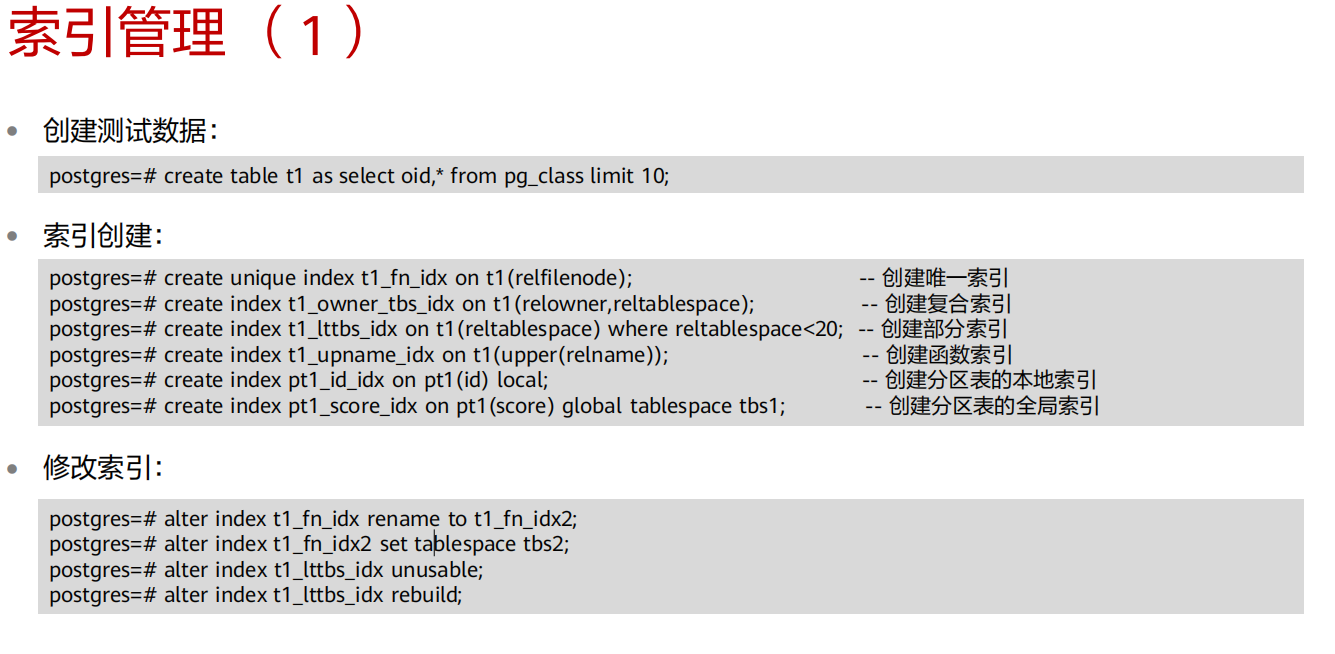 索引管理（1）
创建测试数据：
postgres=# create table t1 as select oid,* from pg_class limit 10;
索引创建：
postgres=# create unique index t1_fn_idx on t1(relfilenode); -- 创建唯一索引
postgres=# create index t1_owner_tbs_idx on t1(relowner,reltablespace); -- 创建复合索引
postgres=# create index t1_lttbs_idx on t1(reltablespace) where reltablespace<20; -- 创建部分索引
postgres=# create index t1_upname_idx on t1(upper(relname)); -- 创建函数索引
postgres=# create index pt1_id_idx on pt1(id) local; -- 创建分区表的本地索引
postgres=# create index pt1_score_idx on pt1(score) global tablespace tbs1; -- 创建分区表的全局索引
修改索引：
postgres=# alter index t1_fn_idx rename to t1_fn_idx2;
postgres=# alter index t1_fn_idx2 set tablespace tbs2;
postgres=# alter index t1_lttbs_idx unusable;
postgres=# alter index t1_lttbs_idx rebuild;